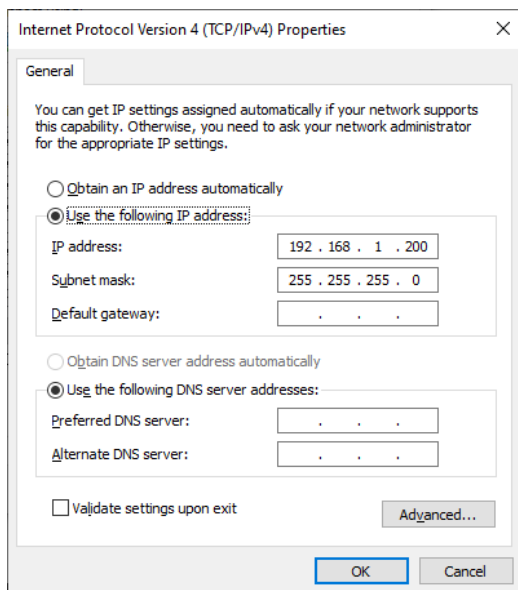 Internet Protocol Version 4 (TCP/IPv4) Properties
General
You can get IP settings assigned automatically if your network supports
this capability. Otherwise, you need to ask your network administrator
for the appropriate IP settings.
Obtain an IP address automatically
Use the following IP address:
IP address: 192 . 168 . 1 . 200
Subnet mask: 255 . 255 . 255 . 0
Default gateway: . . .
Obtain DNS server address automatically
Use the following DNS server addresses:
Preferred DNS server: . . .
Alternate DNS server: . . .
Validate settings upon exit
Advanced...
OK Cancel